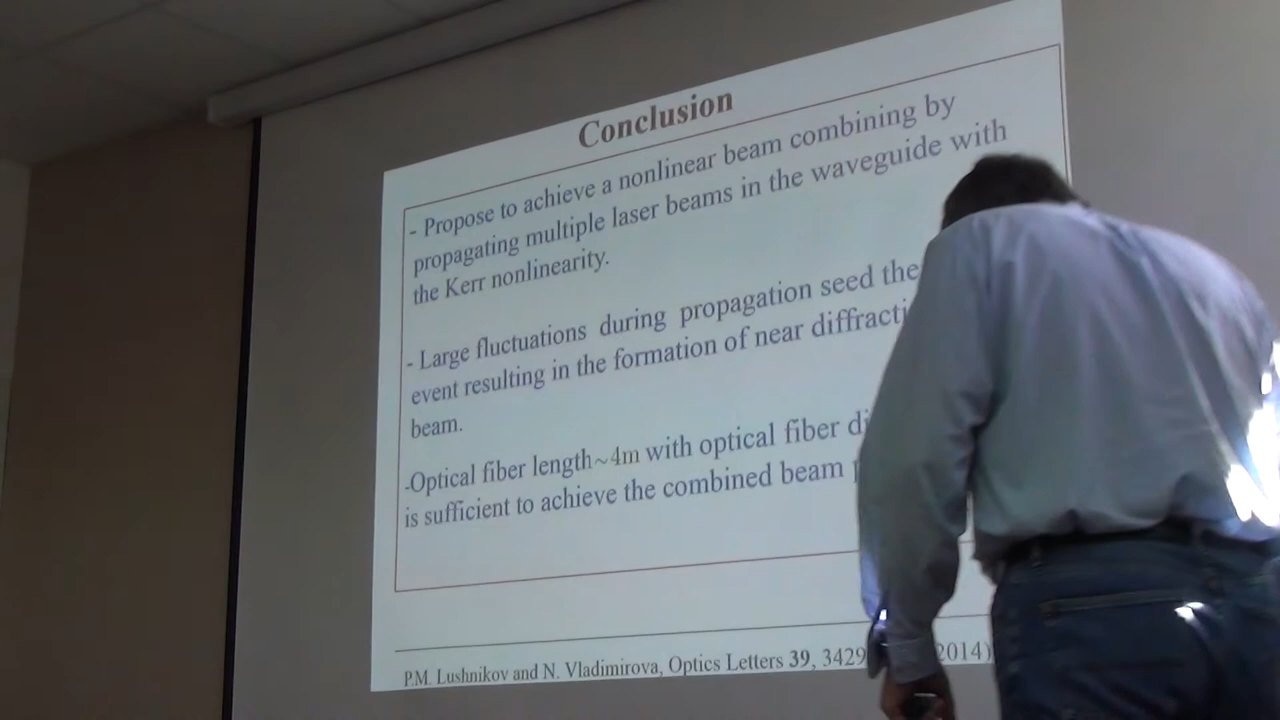 Conclusion
- Propose to achieve a nonlinear beam combining by
propagating multiple laser beams in the waveguide with
the Kerr nonlinearity.
- Large fluctuations during propagation seed the
event resulting in the formation of near
beam.
-Optical fiber length~4m with optical fiber
is sufficient to achieve the combined beam
P.M. Lushnikov and N. Vladimirova, Optics Letters 39, 3429 2014)